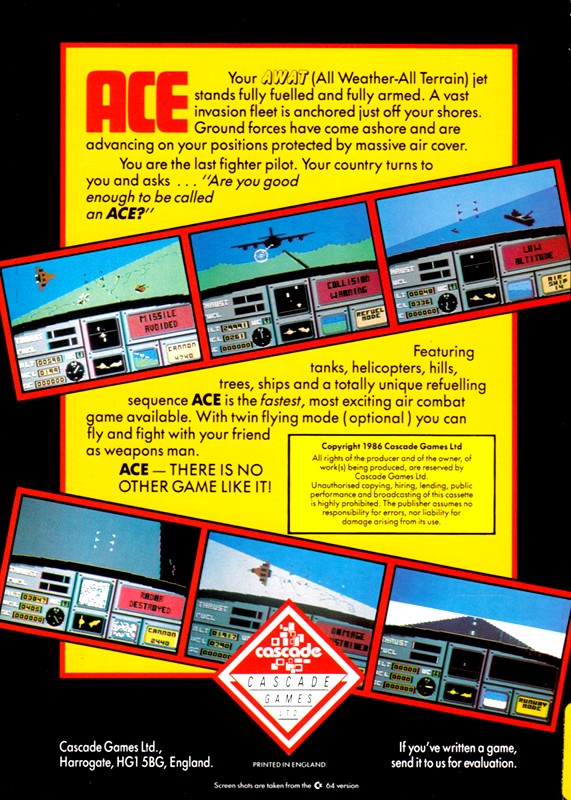 ACE
Your AWAT (All Weather-All Terrain) jet
stands fully fuelled and fully armed. A vast
invasion fleet is anchored just off your shores.
Ground forces have come ashore and are
advancing on your positions protected by massive air cover.
You are the last fighter pilot. Your country turns to
you and asks . . . "Are you good
enough to be called
an ACE?"
MISSILE
AVOIDED
CANNON
4740
COLLISION
WARNING
REFUEL
MODE
LOW
ALTITUDE
AIR-
SHIP
14
Featuring
tanks, helicopters, hills,
trees, ships and a totally unique refuelling
sequence ACE is the fastest, most exciting air combat
game available. With twin flying mode (optional) you can
fly and fight with your friend
as weapons man.
ACE — THERE IS NO
OTHER GAME LIKE IT!
Copyright 1986 Cascade Games Ltd
All rights of the producer and of the owner, of
work(s) being produced, are reserved by
Cascade Games Ltd.
Unauthorised copying, hiring, lending, public
performance and broadcasting of this cassette
is highly prohibited. The publisher assumes no
responsibility for errors, nor liability for
damage arising from its use.
RADAR
DESTROYED
CANNON
2440
THRUST
FUEL
DAMAGE
RUNWAY
MODE
cascade
CASCADE
GAMES
LTD
Cascade Games Ltd.,
Harrogate, HG1 5BG, England.
PRINTED IN ENGLAND.
If you've written a game,
send it to us for evaluation.
Screen shots are taken from the C 64 version